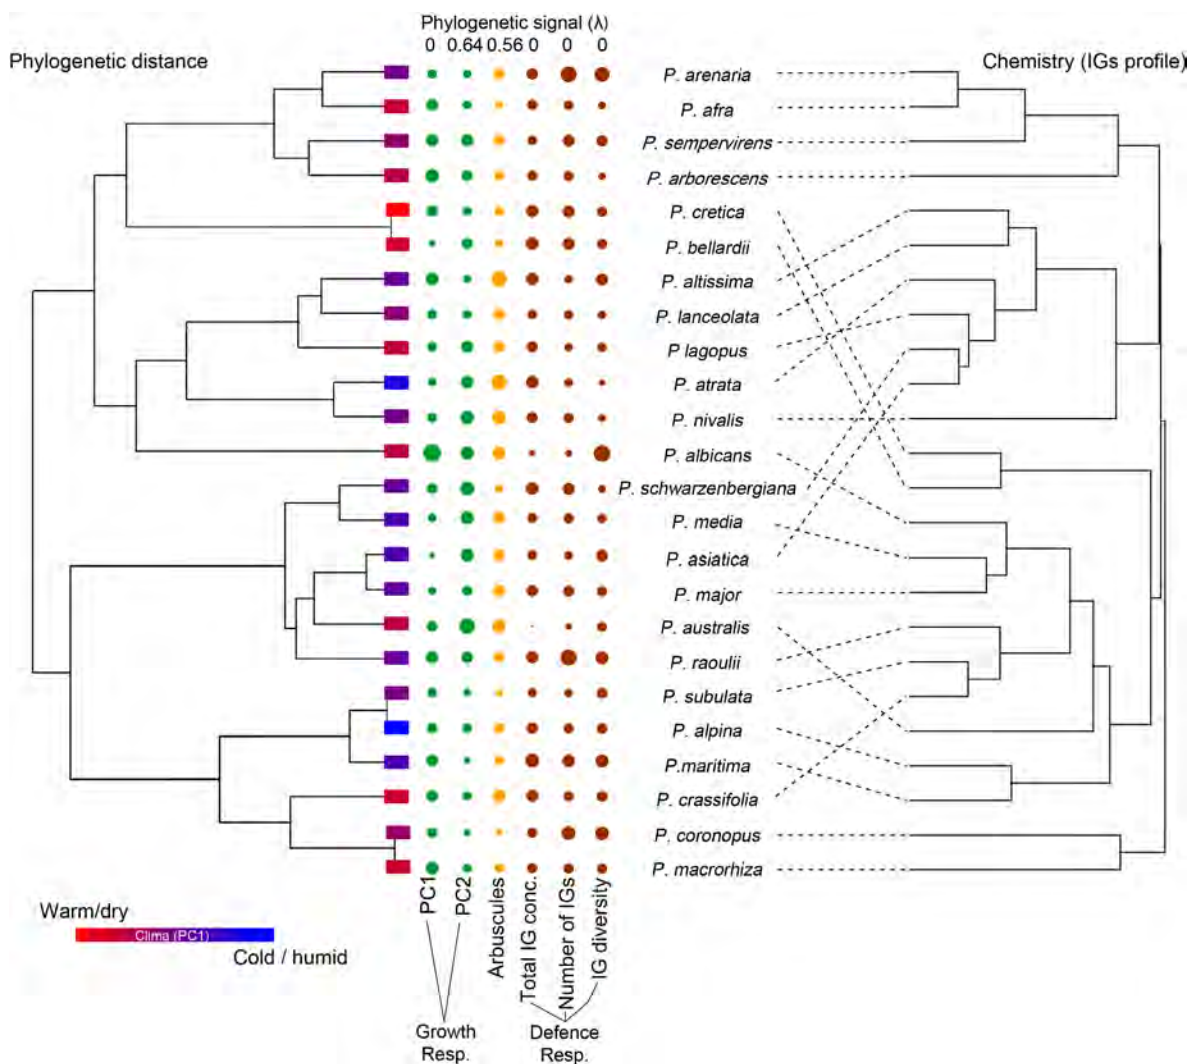 Phylogenetic signal (λ)
0 0.64 0.56 0 0 0
Phylogenetic distance
Chemistry (IGs profile)
P. arenaria
P. afra
P. sempervirens
P. arborescens
P. cretica
P. bellardii
P. altissima
P. lanceolata
P lagopus
P. atrata
P. nivalis
P. albicans
P. schwarzenbergiana
P. media
P. asiatica
P. major
P. australis
P. raoulii
P. subulata
P. alpina
P.maritima
P. crassifolia
P. coronopus
P. macrorhiza
Warm/dry
Clima (PC1)
Cold / humid
PC1
PC2
Arbuscules
Total IG conc.
Number of IGs
IG diversity
Growth
Resp.
Defence
Resp.